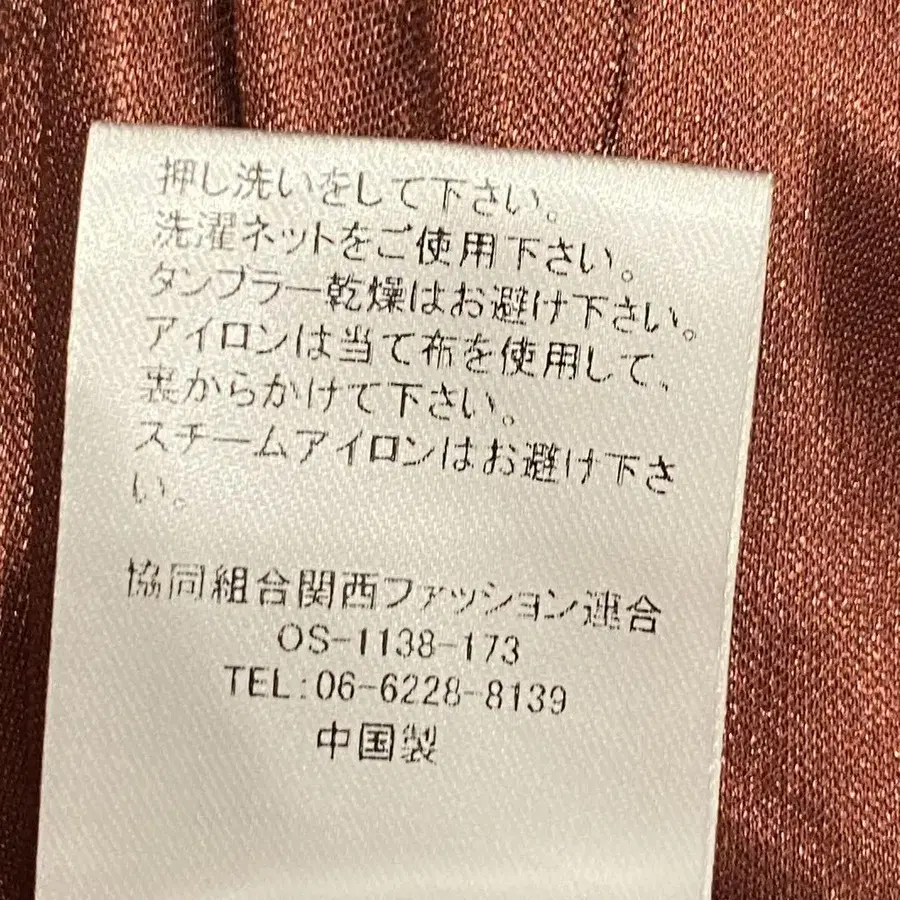 押し洗いをして下さい。
洗濯ネットをご使用下さい。
タンブラー乾燥はお避け下さい。
アイロンは当て布を使用して、
裏からかけて下さい。
スチームアイロンはお避け下さ
い。
協同組合関西ファッション連合
OS-1138-173
TEL:06-6228-8139
中国製